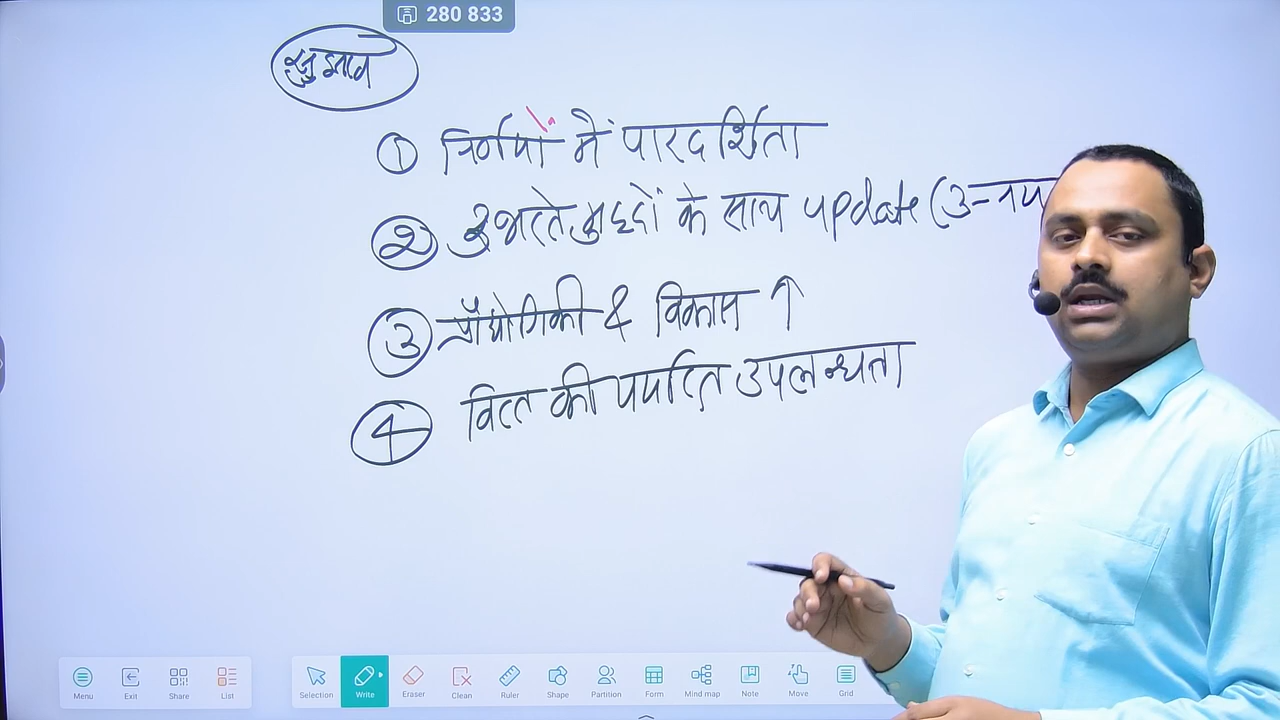 280 833
सुझाव
① निर्णयों में पारदर्शिता
② उभरते मुद्दों के साथ update (उ-नय
③ प्रौद्योगिकी & विकास ↑
④ वित्त की पर्याप्त उपलब्धता
Menu Exit Share List Selection Write Eraser Clean Ruler Shape Partition Form Mind map Note Move Grid